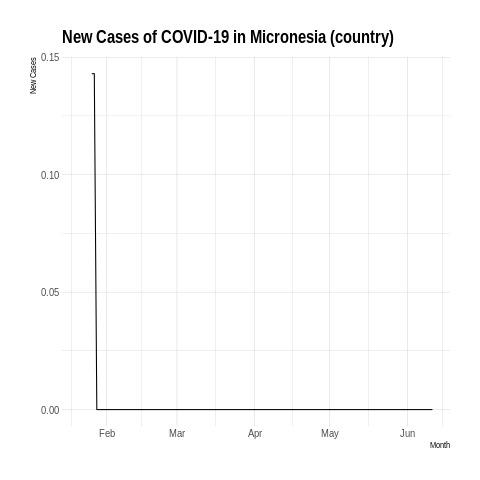 New Cases of COVID-19 in Micronesia (country)
New Cases
0.15
0.10
0.05
0.00
Feb Mar Apr May Jun
Month